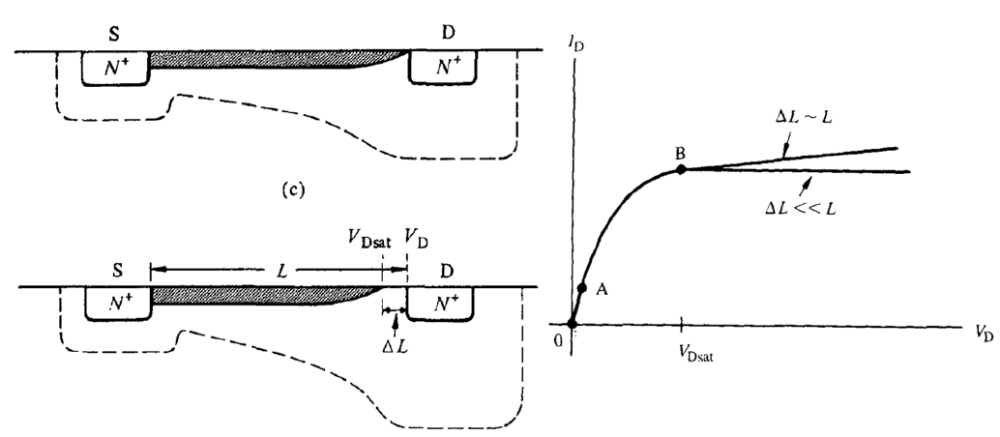 S D
N⁺ N⁺
(c)
V_Dsat V_D
S L D
N⁺ N⁺
ΔL
I_D
ΔL ~ L
B
ΔL << L
A
0
V_Dsat
V_D